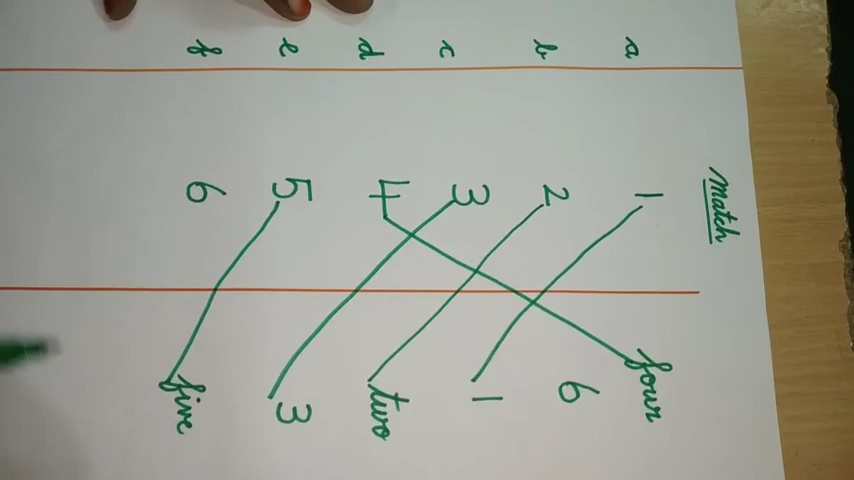 Match
a 1 four
b 2 6
c 3 1
d 4 two
e 5 3
f 6 five